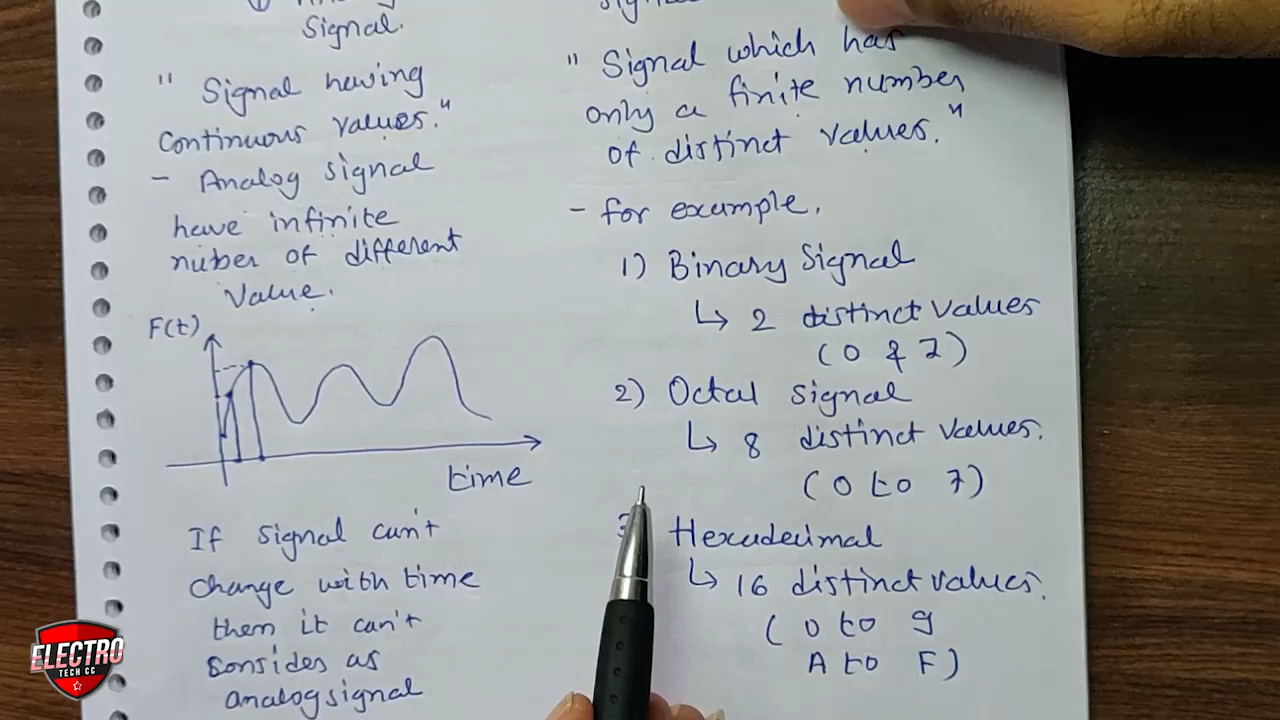 Signal.
" Signal having
continuous values."
- Analog signal
have infinite
nuiber of different
value.
F(t)
time
If signal can't
change with time
then it can't
consides as
analog signal
" Signal which has
only a finite number
of distinct values."
- for example.
1) Binary Signal
↳ 2 distinct values
( 0 & 1 )
2) Octal signal
↳ 8 distinct values.
( 0 to 7 )
Hexadecimal
↳ 16 distinct values.
( 0 to 9
A to F )
ELECTRO
TECH CC